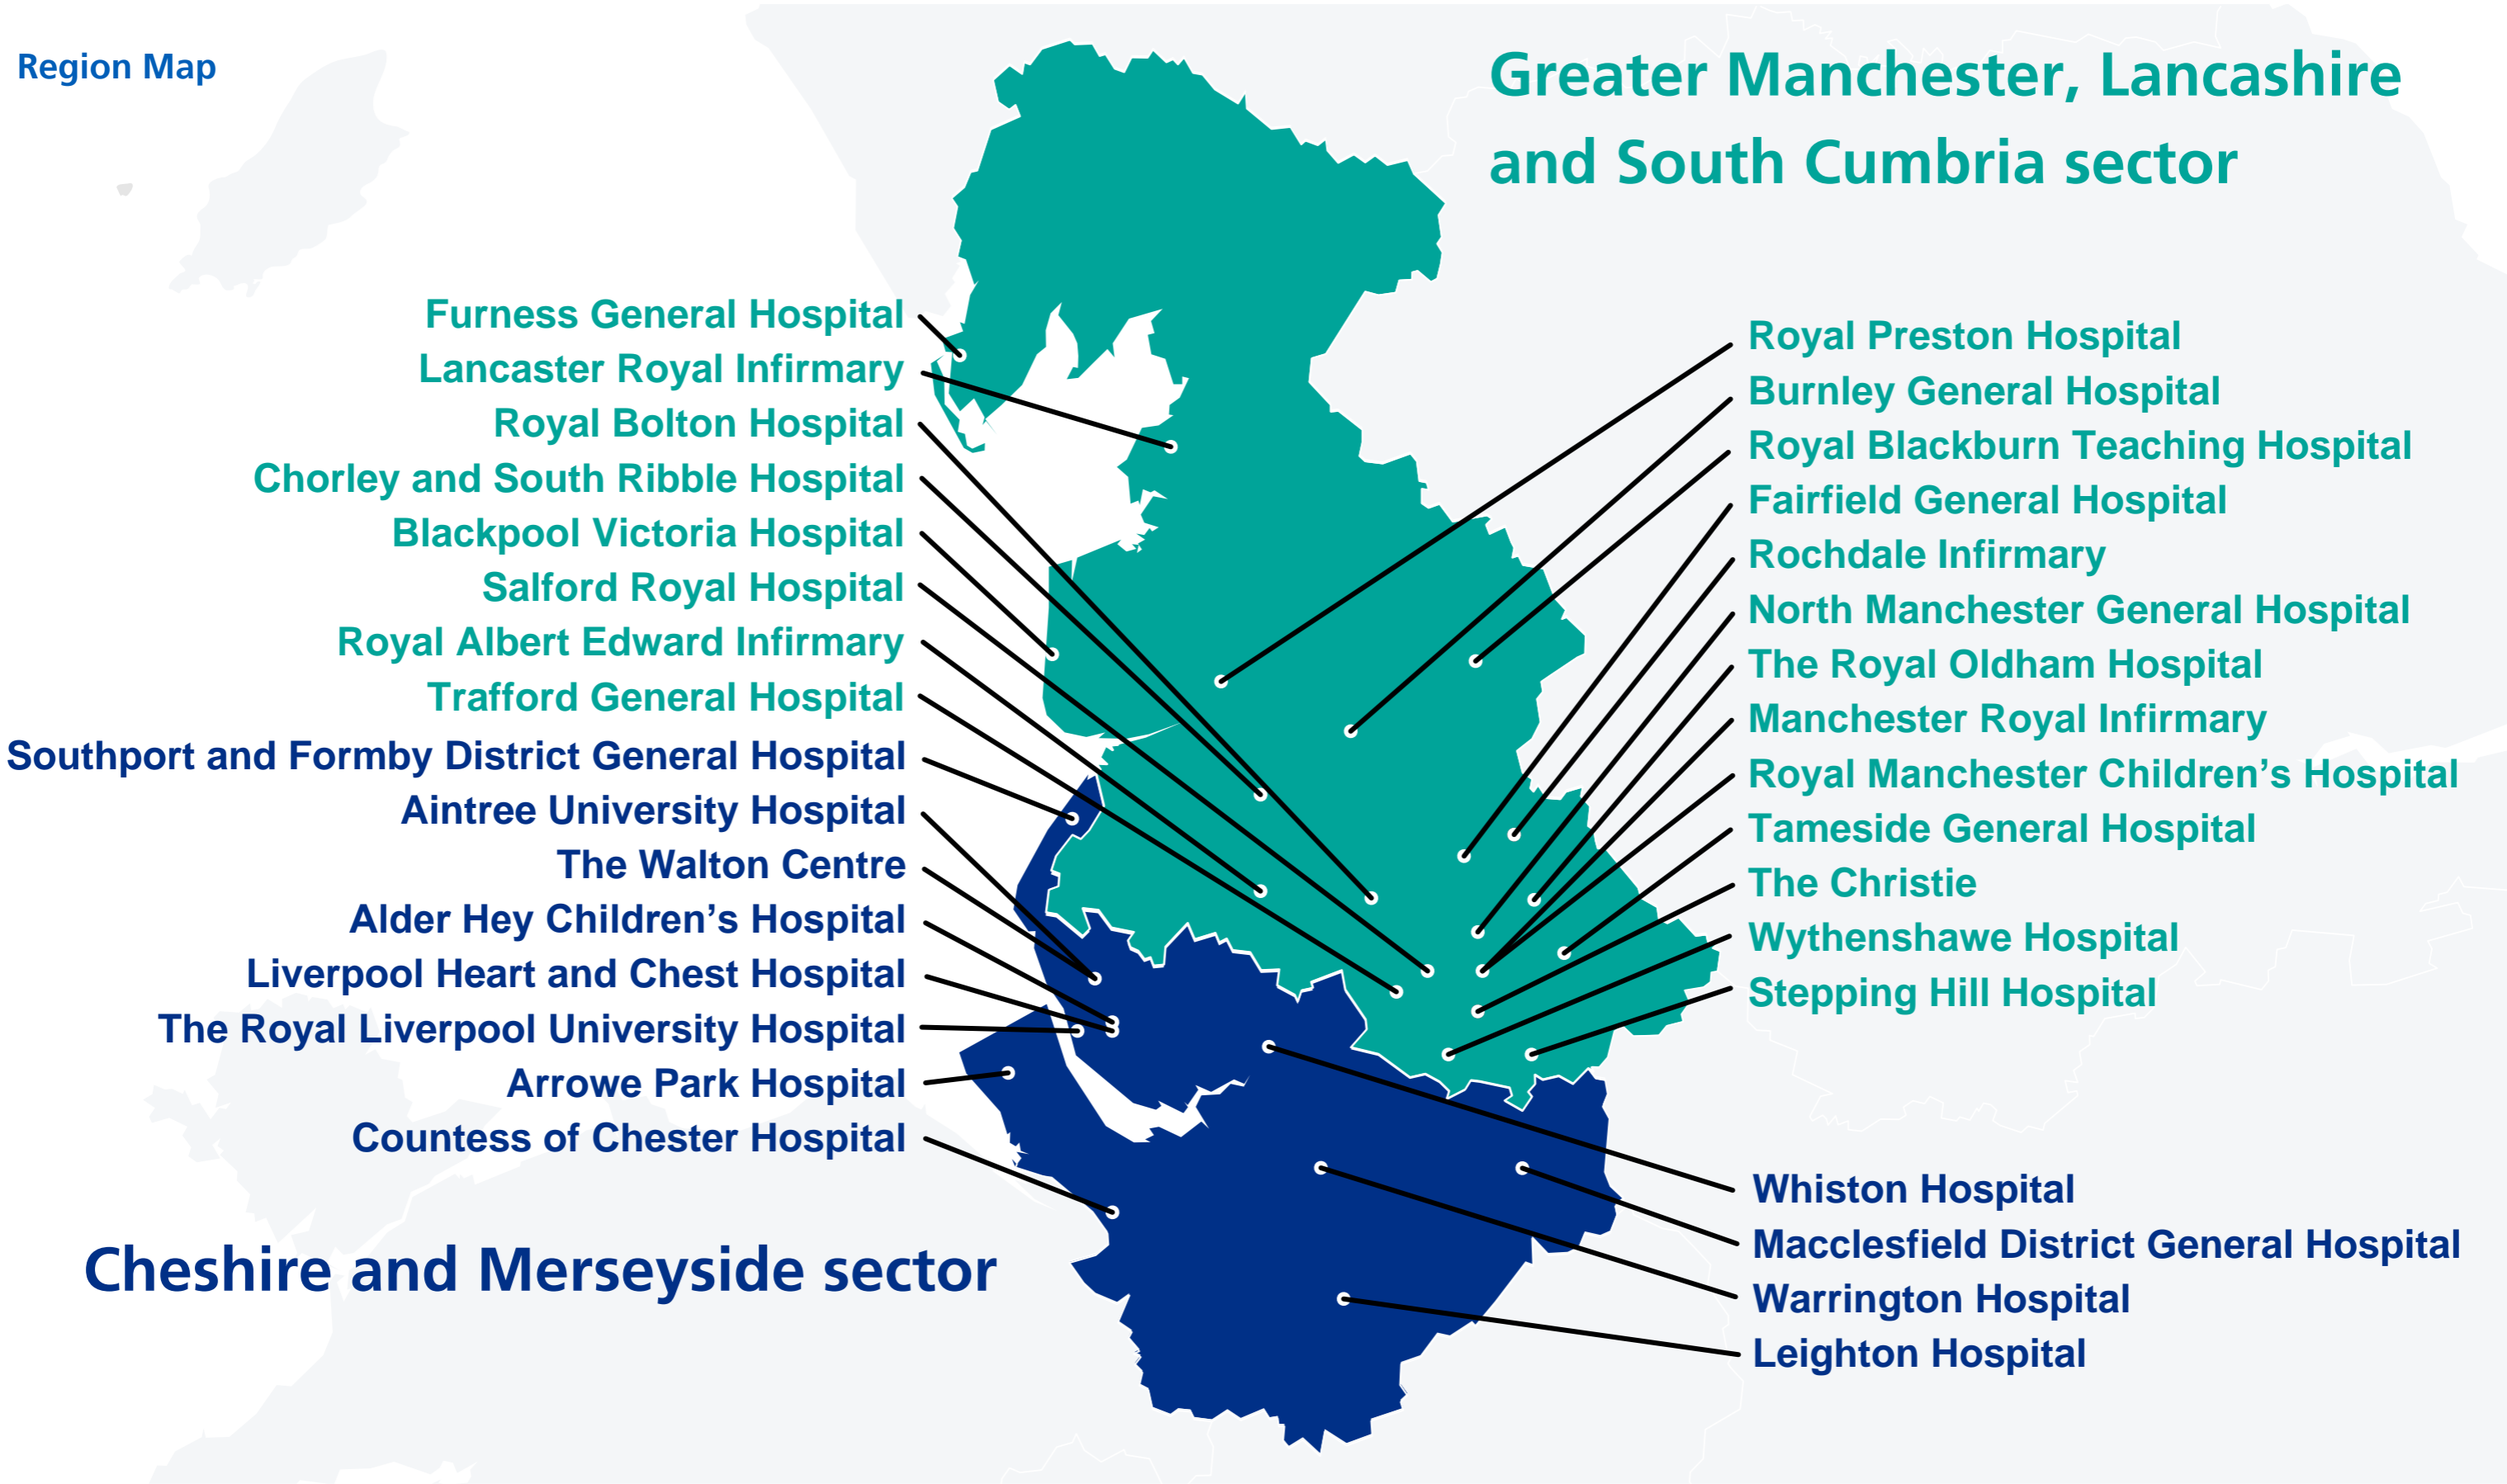 Region Map
Greater Manchester, Lancashire
and South Cumbria sector
Furness General Hospital
Lancaster Royal Infirmary
Royal Bolton Hospital
Chorley and South Ribble Hospital
Blackpool Victoria Hospital
Salford Royal Hospital
Royal Albert Edward Infirmary
Trafford General Hospital
Southport and Formby District General Hospital
Aintree University Hospital
The Walton Centre
Alder Hey Children’s Hospital
Liverpool Heart and Chest Hospital
The Royal Liverpool University Hospital
Arrowe Park Hospital
Countess of Chester Hospital
Cheshire and Merseyside sector
Royal Preston Hospital
Burnley General Hospital
Royal Blackburn Teaching Hospital
Fairfield General Hospital
Rochdale Infirmary
North Manchester General Hospital
The Royal Oldham Hospital
Manchester Royal Infirmary
Royal Manchester Children’s Hospital
Tameside General Hospital
The Christie
Wythenshawe Hospital
Stepping Hill Hospital
Whiston Hospital
Macclesfield District General Hospital
Warrington Hospital
Leighton Hospital